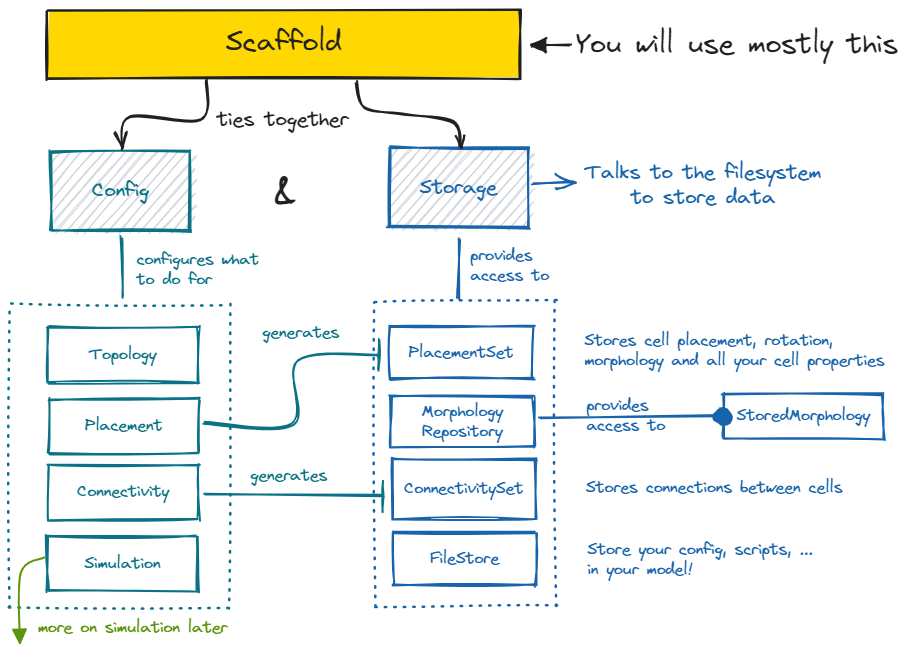 Scaffold
You will use mostly this
ties together
Config
&
Storage
Talks to the filesystem
to store data
configures what
to do for
provides
access to
generates
Topology
PlacementSet
Stores cell placement, rotation,
morphology and all your cell properties
Placement
Morphology
Repository
provides
access to
StoredMorphology
generates
Connectivity
ConnectivitySet
Stores connections between cells
Simulation
FileStore
Store your config, scripts, ...
in your model!
more on simulation later